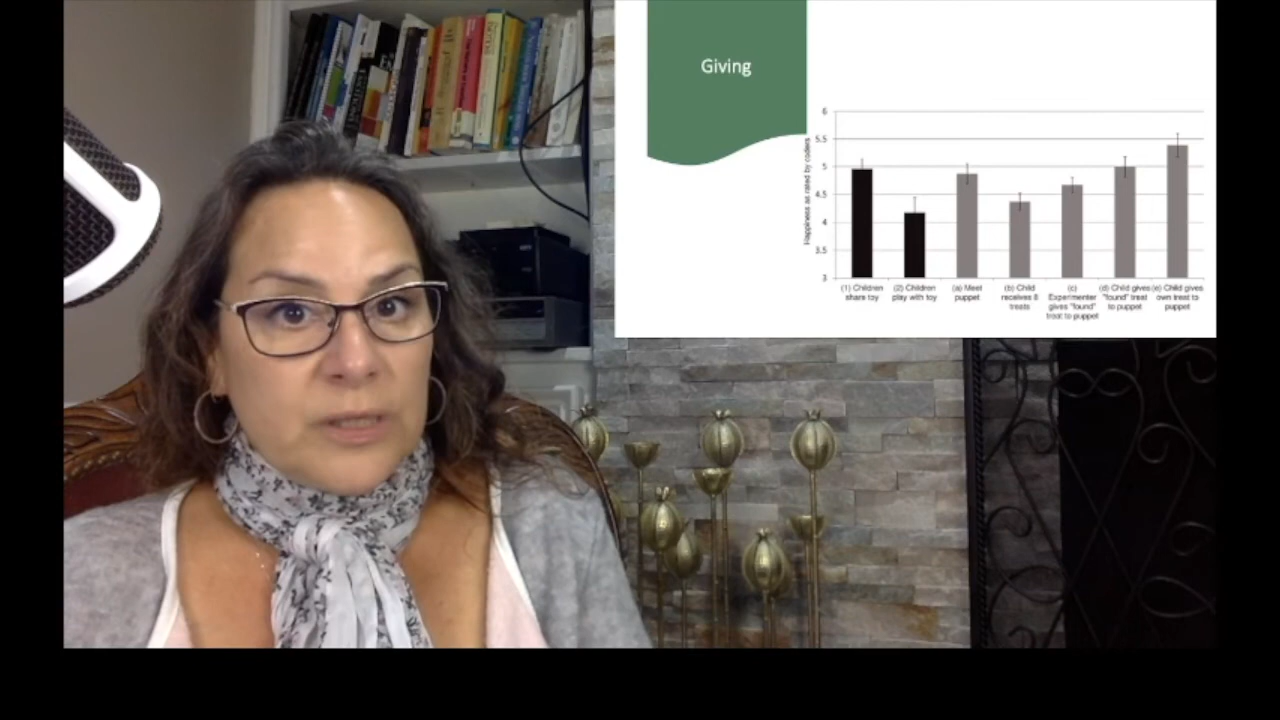 Giving
Happiness as rated by coders
6
5.5
5
4.5
4
3.5
3
(1) Children
share toy
(2) Children
play with toy
(a) Meet
puppet
(b) Child
receives 8
treats
(c)
Experimenter
gives "found"
treat to puppet
(d) Child gives
"found" treat
to puppet
(e) Child gives
own treat to
puppet